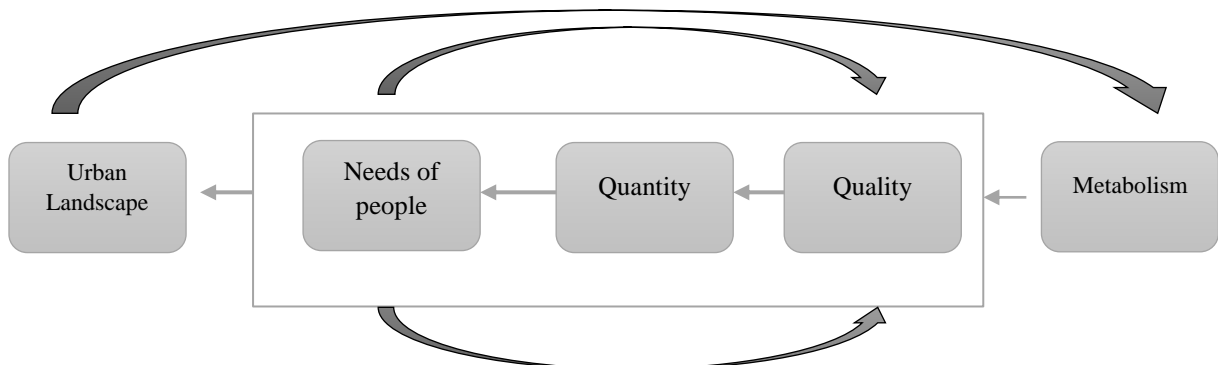 Urban
Landscape
Needs of
people
Quantity
Quality
Metabolism